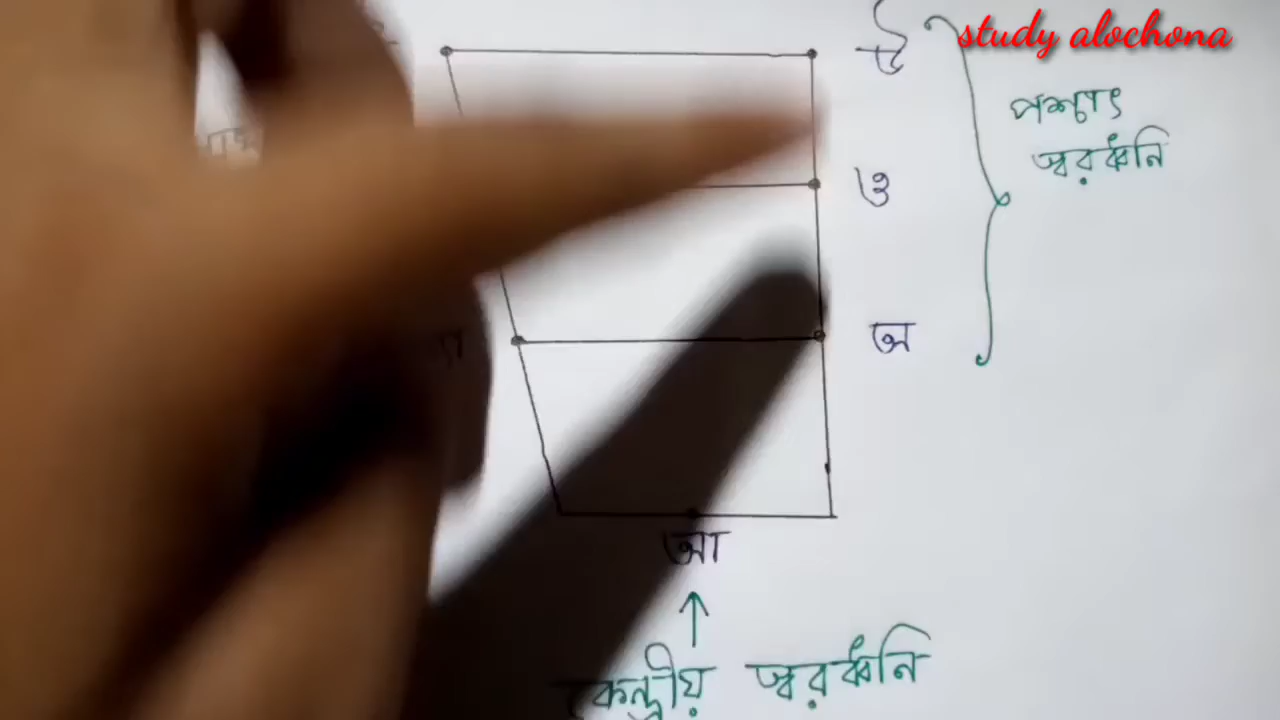 study alochona
উ
পশ্চাৎ
স্বরধ্বনি
ও
অ
আ
↑
কেন্দ্রীয় স্বরধ্বনি